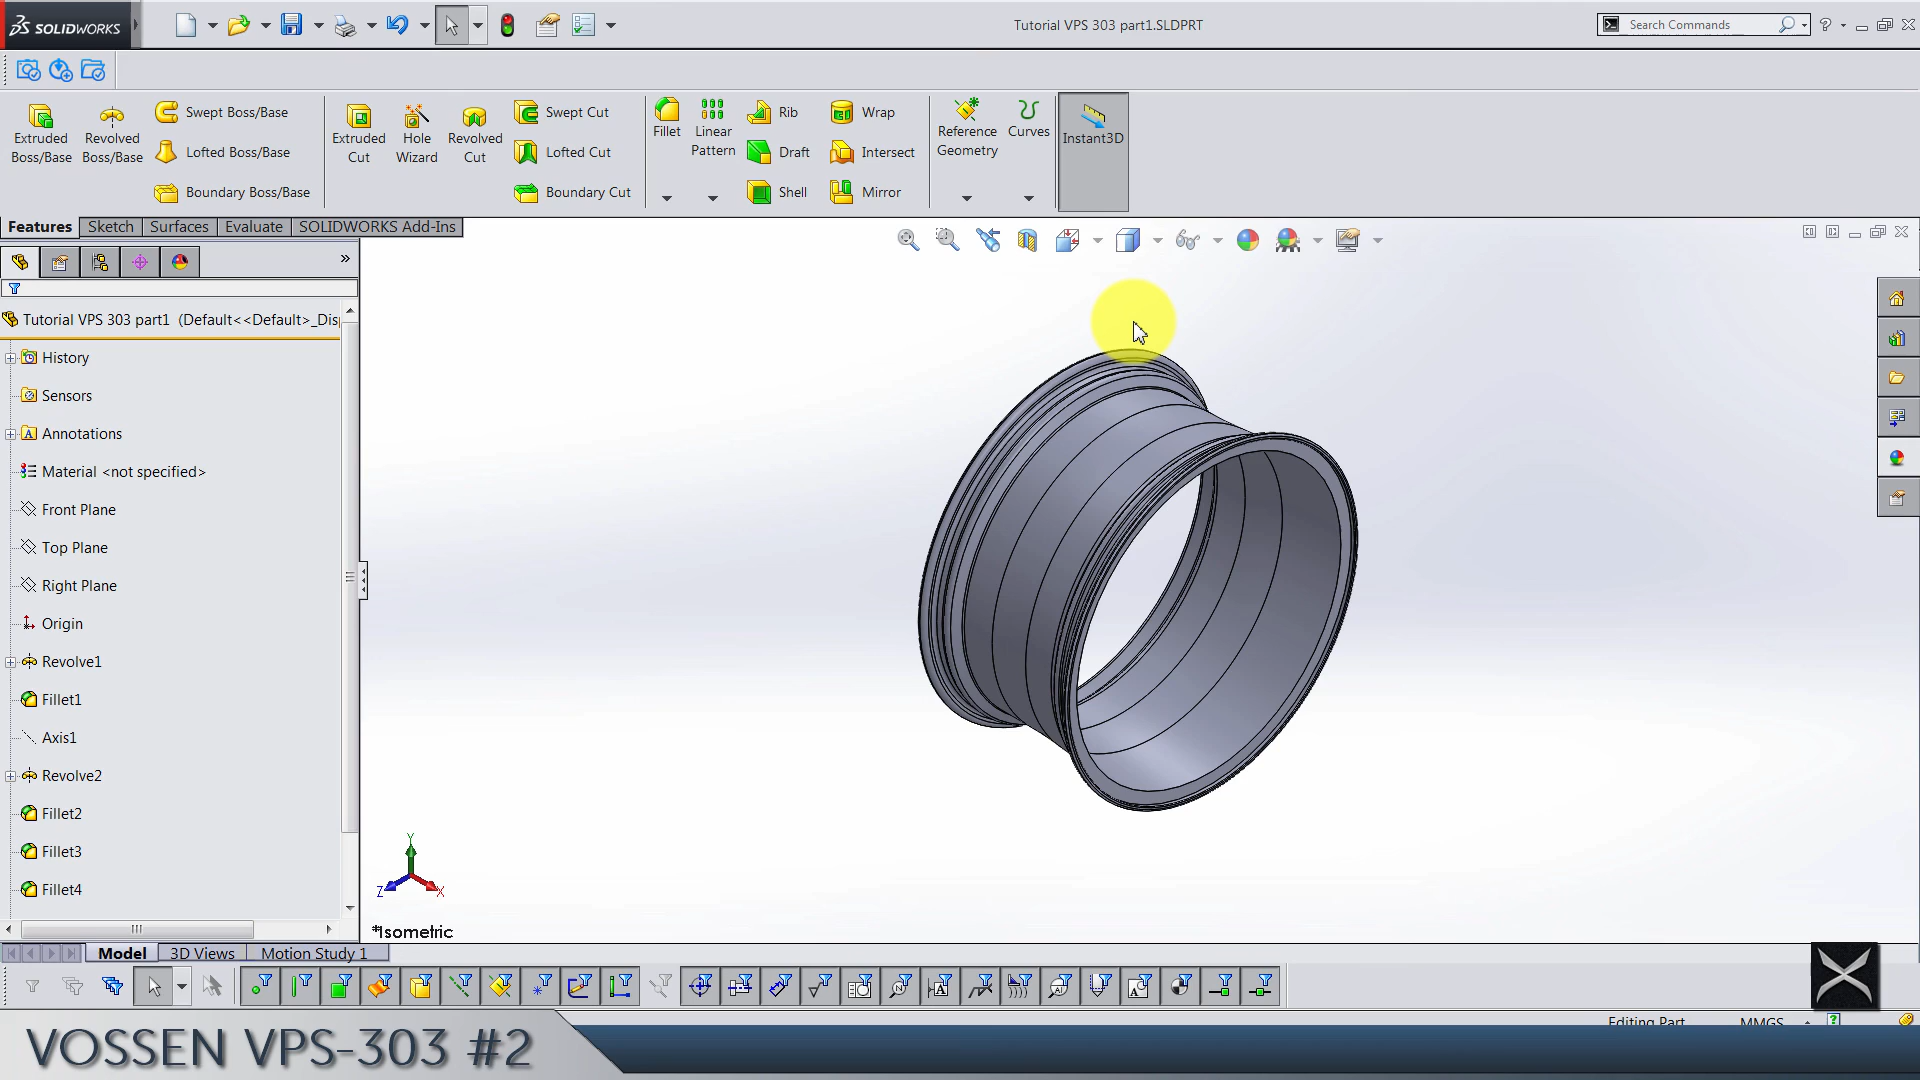 SOLIDWORKS
Tutorial VPS 303 part1.SLDPRT
Search Commands
Extruded Boss/Base
Revolved Boss/Base
Swept Boss/Base
Lofted Boss/Base
Boundary Boss/Base
Extruded Cut
Hole Wizard
Revolved Cut
Swept Cut
Lofted Cut
Boundary Cut
Fillet
Linear Pattern
Rib
Draft
Shell
Wrap
Intersect
Mirror
Reference Geometry
Curves
Instant3D
Features
Sketch
Surfaces
Evaluate
SOLIDWORKS Add-Ins
Tutorial VPS 303 part1 (Default<<Default>_Dis
History
Sensors
Annotations
Material <not specified>
Front Plane
Top Plane
Right Plane
Origin
Revolve1
Fillet1
Axis1
Revolve2
Fillet2
Fillet3
Fillet4
Y
Z
X
*Isometric
Model
3D Views
Motion Study 1
Editing Part
MMGS
VOSSEN VPS-303 #2